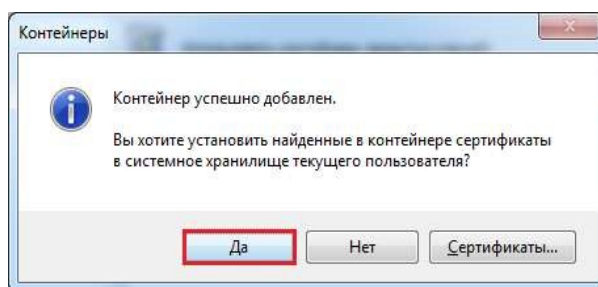 Контейнеры
Контейнер успешно добавлен.
Вы хотите установить найденные в контейнере сертификаты
в системное хранилище текущего пользователя?
Да
Нет
Сертификаты...